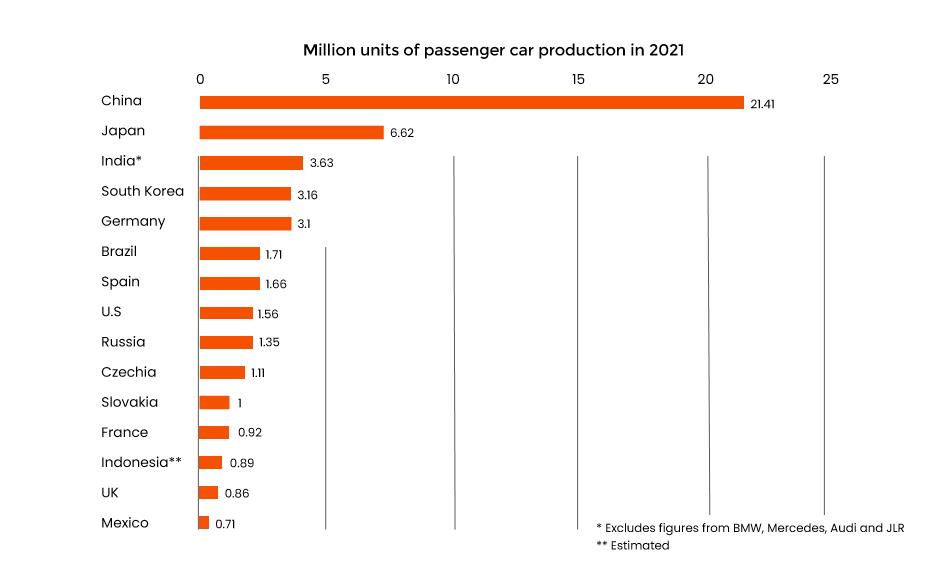 Million units of passenger car production in 2021
0 5 10 15 20 25
China 21.41
Japan 6.62
India* 3.63
South Korea 3.16
Germany 3.1
Brazil 1.71
Spain 1.66
U.S 1.56
Russia 1.35
Czechia 1.11
Slovakia 1
France 0.92
Indonesia** 0.89
UK 0.86
Mexico 0.71
* Excludes figures from BMW, Mercedes, Audi and JLR
** Estimated